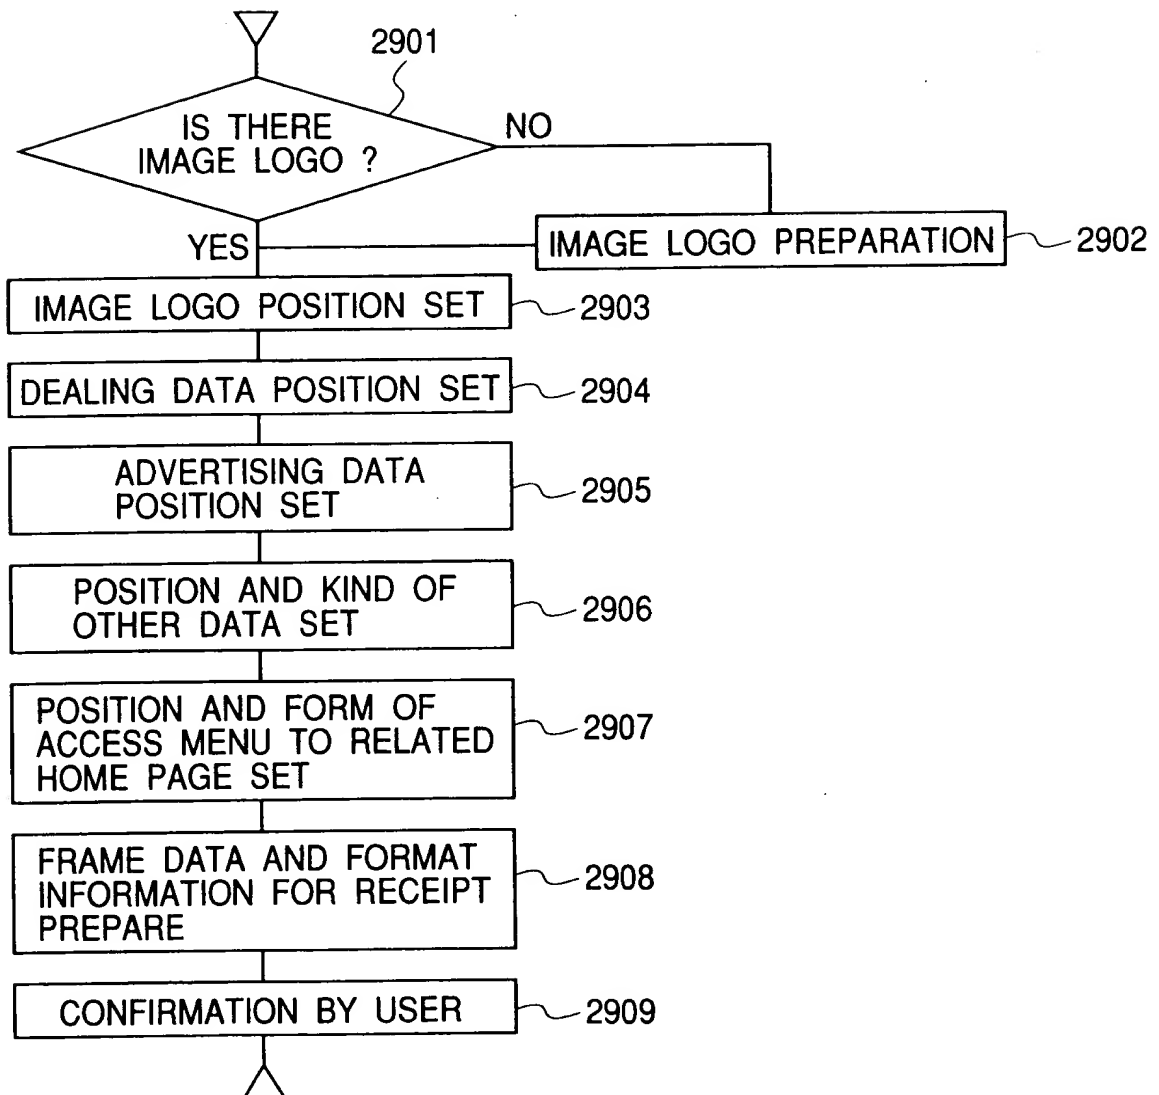 2901
IS THERE
IMAGE LOGO ?
NO
YES
IMAGE LOGO PREPARATION
2902
IMAGE LOGO POSITION SET
2903
DEALING DATA POSITION SET
2904
ADVERTISING DATA
POSITION SET
2905
POSITION AND KIND OF
OTHER DATA SET
2906
POSITION AND FORM OF
ACCESS MENU TO RELATED
HOME PAGE SET
2907
FRAME DATA AND FORMAT
INFORMATION FOR RECEIPT
PREPARE
2908
CONFIRMATION BY USER
2909